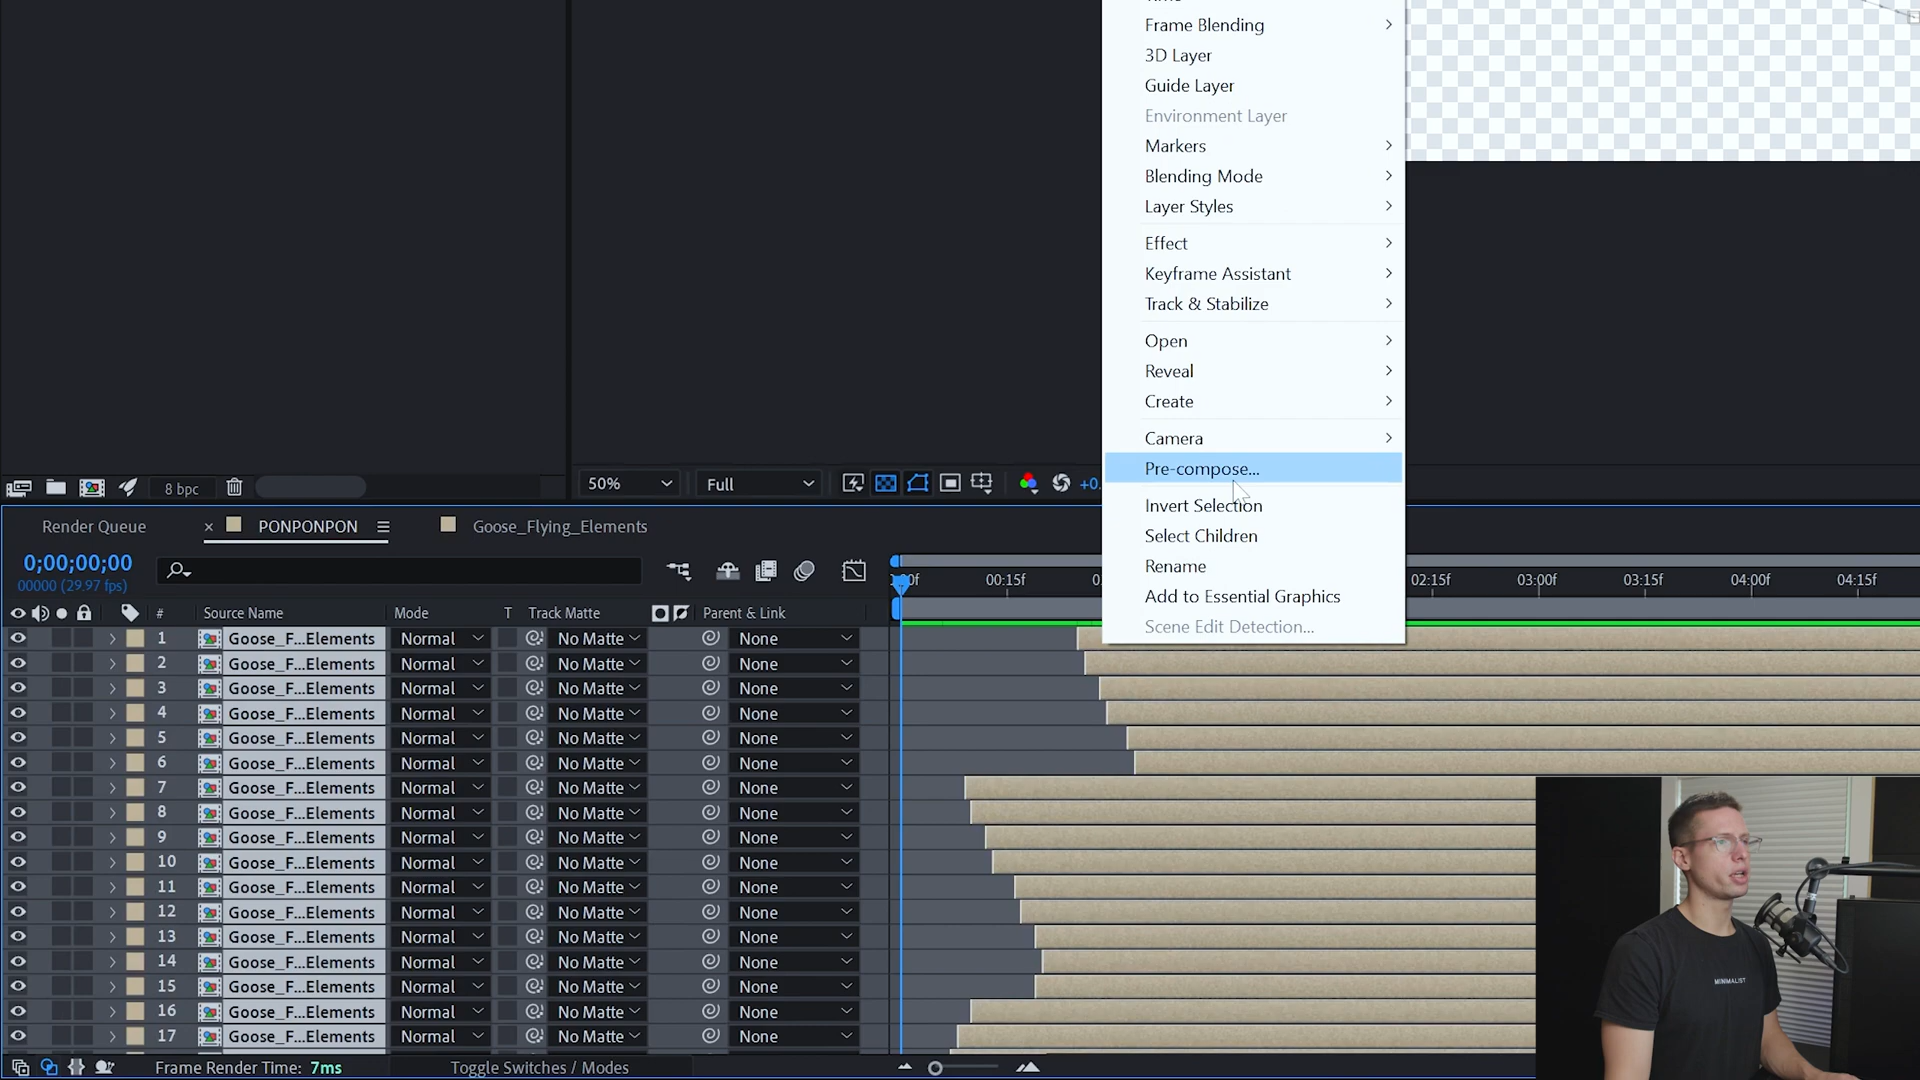 Frame Blending
3D Layer
Guide Layer
Environment Layer
Markers
Blending Mode
Layer Styles
Effect
Keyframe Assistant
Track & Stabilize
Open
Reveal
Create
Camera
Pre-compose...
Invert Selection
Select Children
Rename
Add to Essential Graphics
Scene Edit Detection...
8 bpc
50%
Full
+0.
Render Queue
PONPONPON
Goose_Flying_Elements
0;00;00;00
00000 (29.97 fps)
00:15f 02:15f 03:00f 03:15f 04:00f 04:15f
# Source Name Mode T Track Matte Parent & Link
1 Goose_F...Elements Normal No Matte None
2 Goose_F...Elements Normal No Matte None
3 Goose_F...Elements Normal No Matte None
4 Goose_F...Elements Normal No Matte None
5 Goose_F...Elements Normal No Matte None
6 Goose_F...Elements Normal No Matte None
7 Goose_F...Elements Normal No Matte None
8 Goose_F...Elements Normal No Matte None
9 Goose_F...Elements Normal No Matte None
10 Goose_F...Elements Normal No Matte None
11 Goose_F...Elements Normal No Matte None
12 Goose_F...Elements Normal No Matte None
13 Goose_F...Elements Normal No Matte None
14 Goose_F...Elements Normal No Matte None
15 Goose_F...Elements Normal No Matte None
16 Goose_F...Elements Normal No Matte None
17 Goose_F...Elements Normal No Matte None
MINIMALIST
Frame Render Time: 7ms
Toggle Switches / Modes